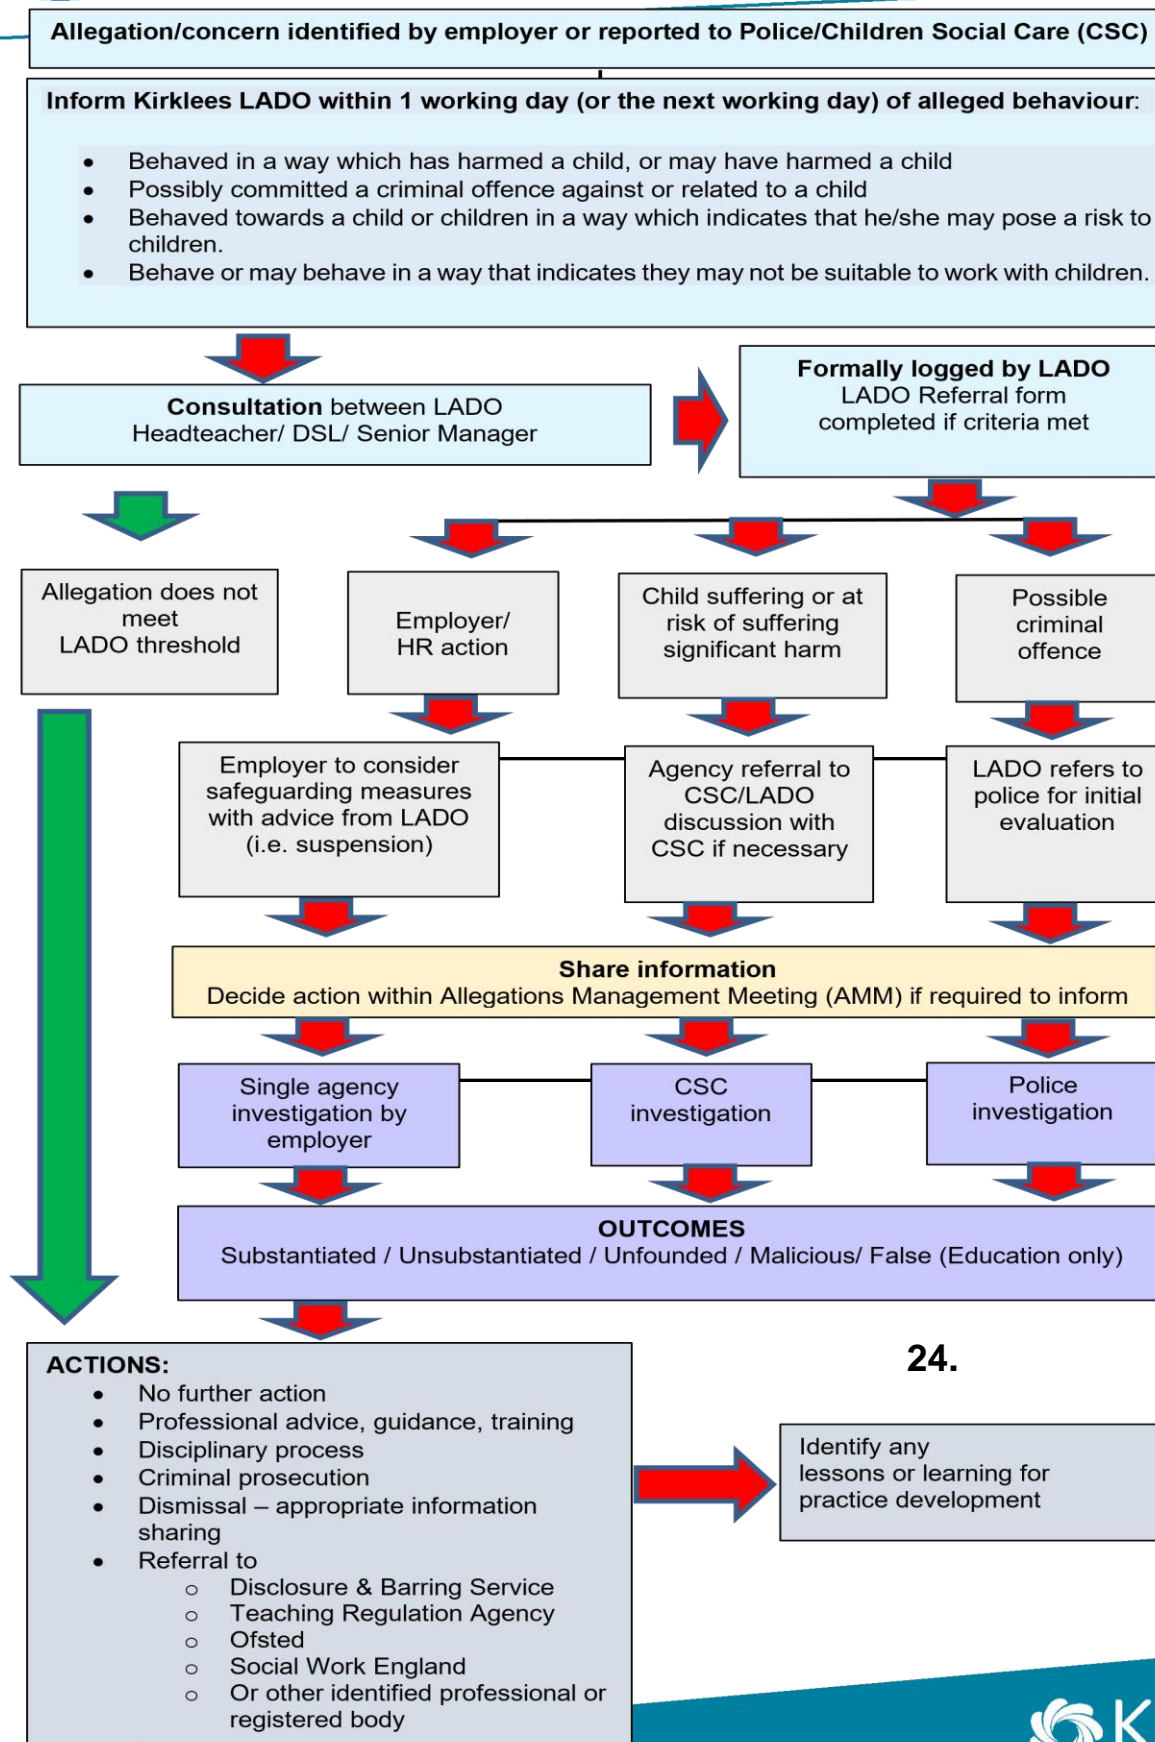 Allegation/concern identified by employer or reported to Police/Children Social Care (CSC)
Inform Kirklees LADO within 1 working day (or the next working day) of alleged behaviour:
• Behaved in a way which has harmed a child, or may have harmed a child
• Possibly committed a criminal offence against or related to a child
• Behaved towards a child or children in a way which indicates that he/she may pose a risk to
children.
• Behave or may behave in a way that indicates they may not be suitable to work with children.
Consultation between LADO
Headteacher/ DSL/ Senior Manager
Formally logged by LADO
LADO Referral form
completed if criteria met
Allegation does not
meet
LADO threshold
Employer/
HR action
Child suffering or at
risk of suffering
significant harm
Possible
criminal
offence
Employer to consider
safeguarding measures
with advice from LADO
(i.e. suspension)
Agency referral to
CSC/LADO
discussion with
CSC if necessary
LADO refers to
police for initial
evaluation
Share information
Decide action within Allegations Management Meeting (AMM) if required to inform
Single agency
investigation by
employer
CSC
investigation
Police
investigation
OUTCOMES
Substantiated / Unsubstantiated / Unfounded / Malicious/ False (Education only)
ACTIONS:
• No further action
• Professional advice, guidance, training
• Disciplinary process
• Criminal prosecution
• Dismissal – appropriate information
sharing
• Referral to
o Disclosure & Barring Service
o Teaching Regulation Agency
o Ofsted
o Social Work England
o Or other identified professional or
registered body
24.
Identify any
lessons or learning for
practice development
K